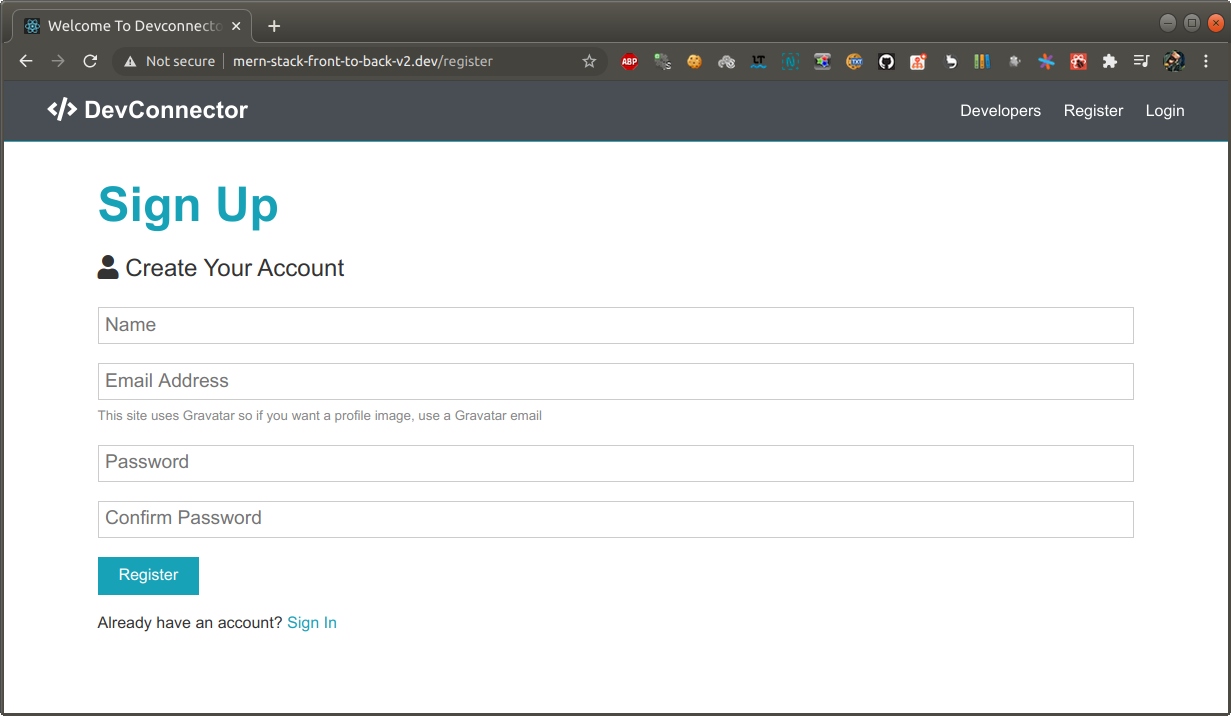 Welcome To Devconnecto
Not secure mern-stack-front-to-back-v2.dev/register
ABP
LT
TXT
DevConnector
Developers Register Login
Sign Up
Create Your Account
Name
Email Address
This site uses Gravatar so if you want a profile image, use a Gravatar email
Password
Confirm Password
Register
Already have an account? Sign In